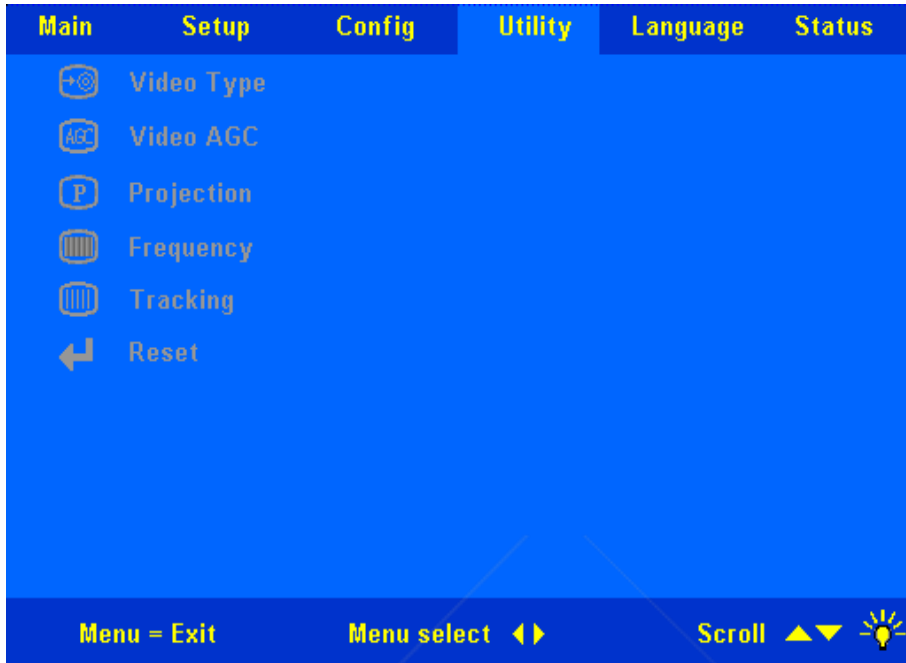 Main Setup Config Utility Language Status
Video Type
AGC Video AGC
P Projection
Frequency
Tracking
Reset
Menu = Exit Menu select Scroll